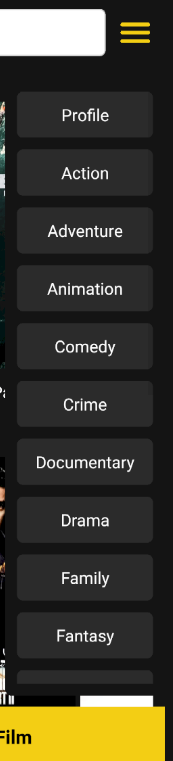 Profile
Action
Adventure
Animation
Comedy
Crime
Documentary
Drama
Family
Fantasy
Film